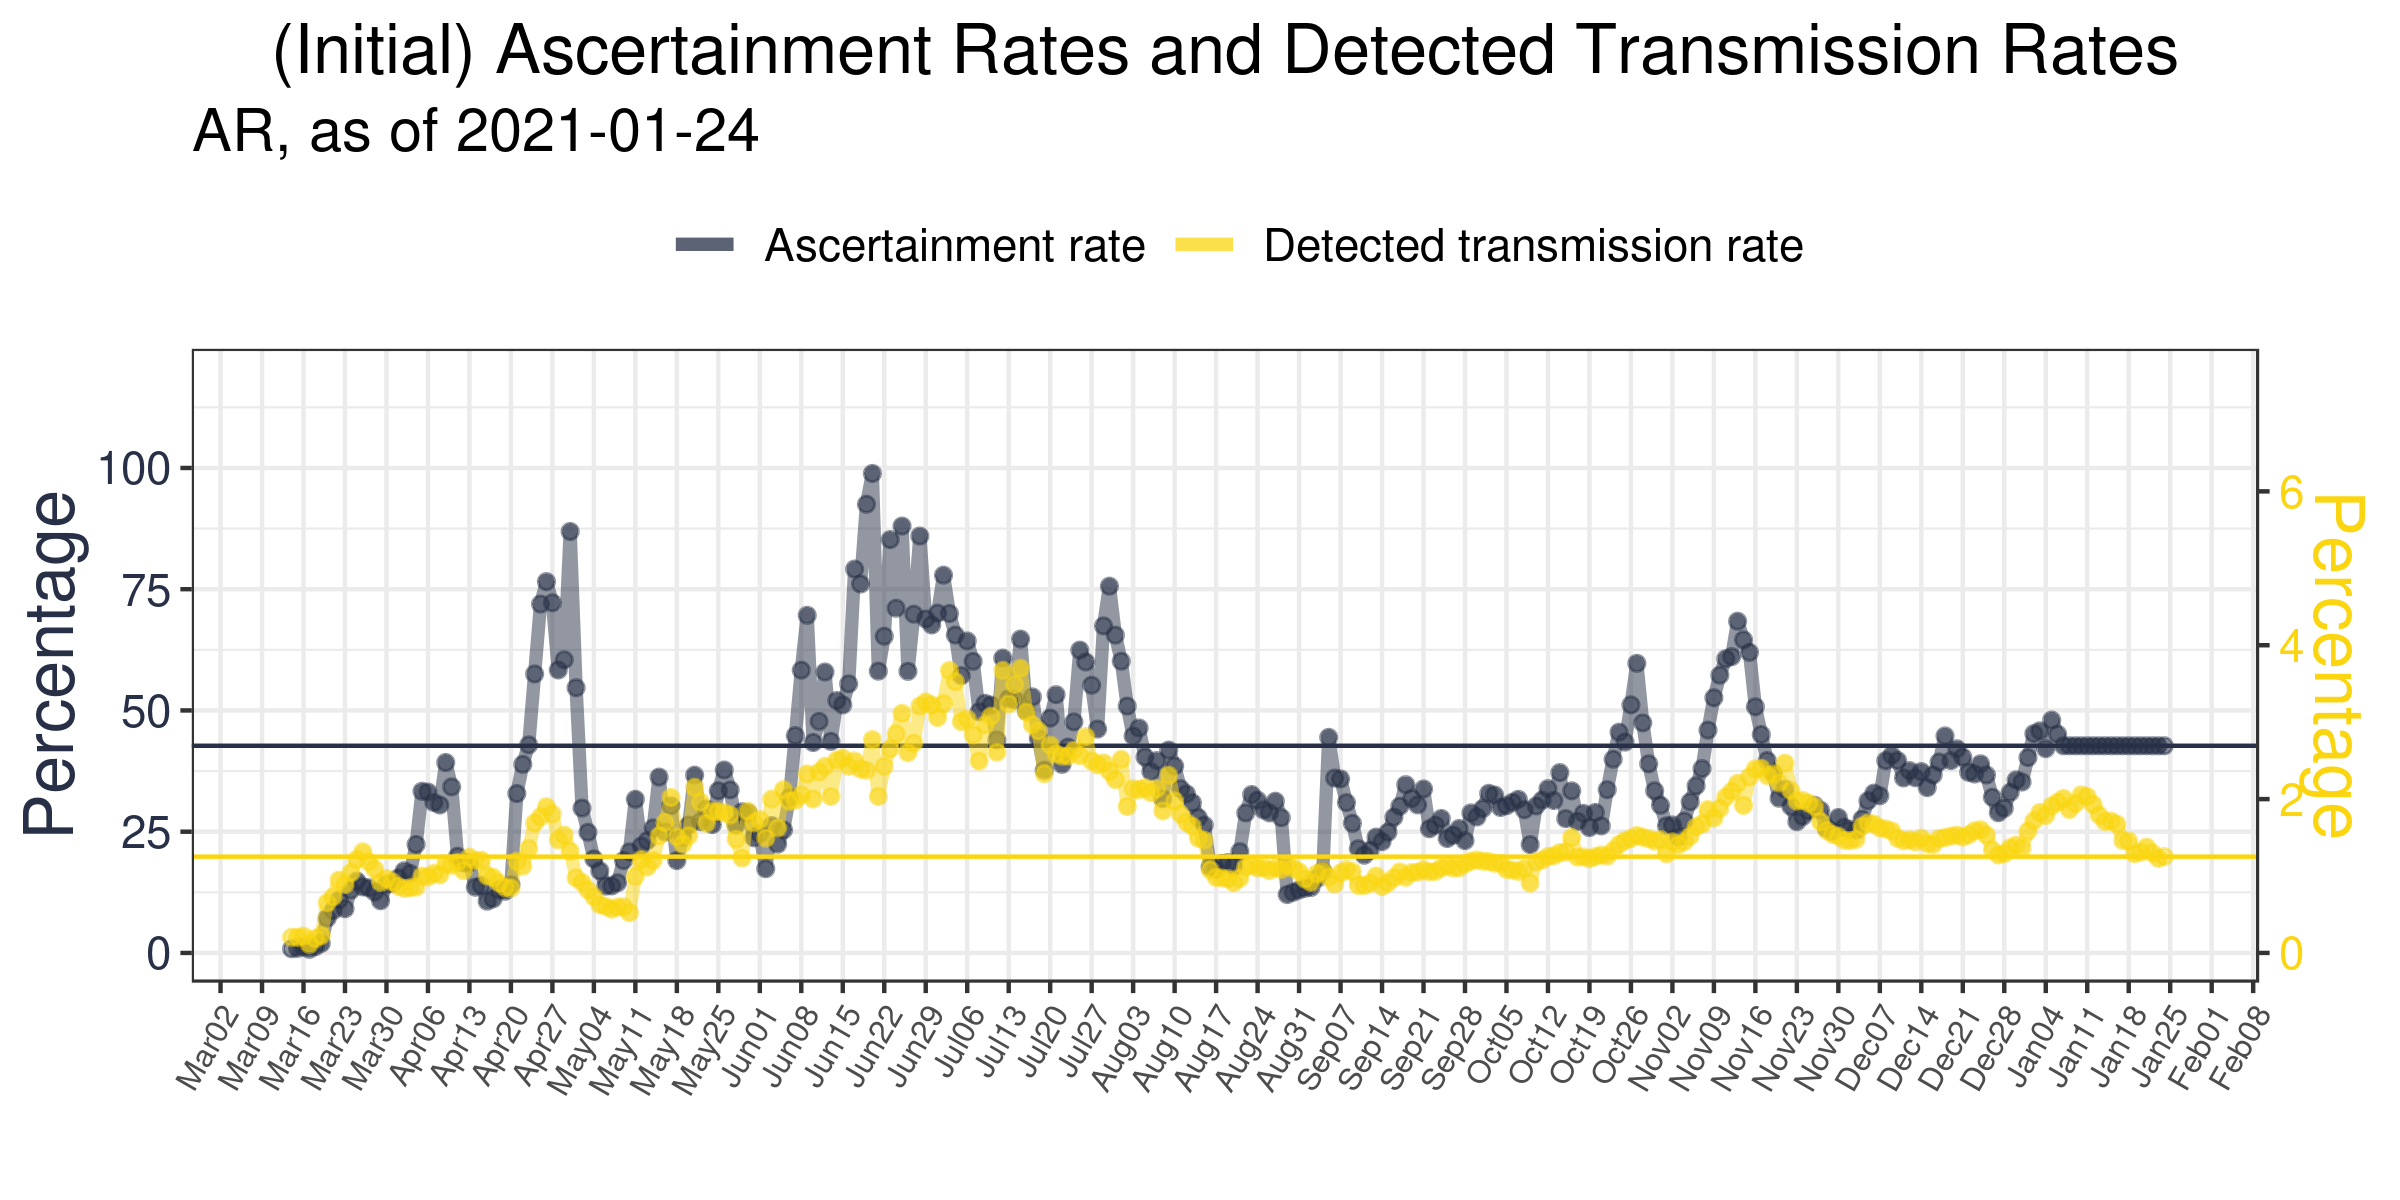 (Initial) Ascertainment Rates and Detected Transmission Rates
AR, as of 2021-01-24
Ascertainment rate
Detected transmission rate
Percentage
100
75
50
25
0
6
4
2
0
Percentage
Mar02
Mar09
Mar16
Mar23
Mar30
Apr06
Apr13
Apr20
Apr27
May04
May11
May18
May25
Jun01
Jun08
Jun15
Jun22
Jun29
Jul06
Jul13
Jul20
Jul27
Aug03
Aug10
Aug17
Aug24
Aug31
Sep07
Sep14
Sep21
Sep28
Oct05
Oct12
Oct19
Oct26
Nov02
Nov09
Nov16
Nov23
Nov30
Dec07
Dec14
Dec21
Dec28
Jan04
Jan11
Jan18
Jan25
Feb01
Feb08